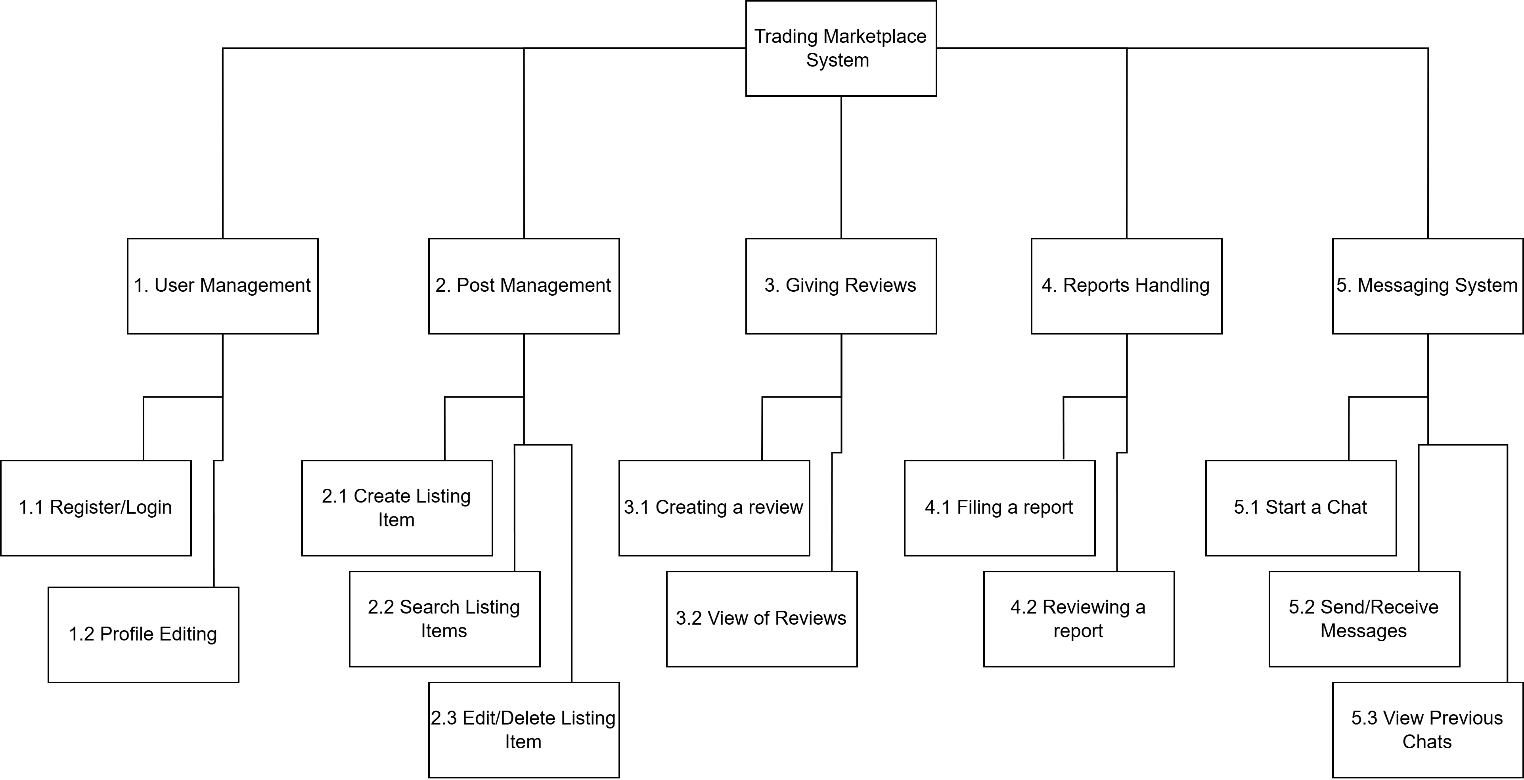 Trading Marketplace
System
1. User Management
2. Post Management
3. Giving Reviews
4. Reports Handling
5. Messaging System
1.1 Register/Login
2.1 Create Listing
Item
3.1 Creating a review
4.1 Filing a report
5.1 Start a Chat
1.2 Profile Editing
2.2 Search Listing
Items
3.2 View of Reviews
4.2 Reviewing a
report
5.2 Send/Receive
Messages
2.3 Edit/Delete Listing
Item
5.3 View Previous
Chats